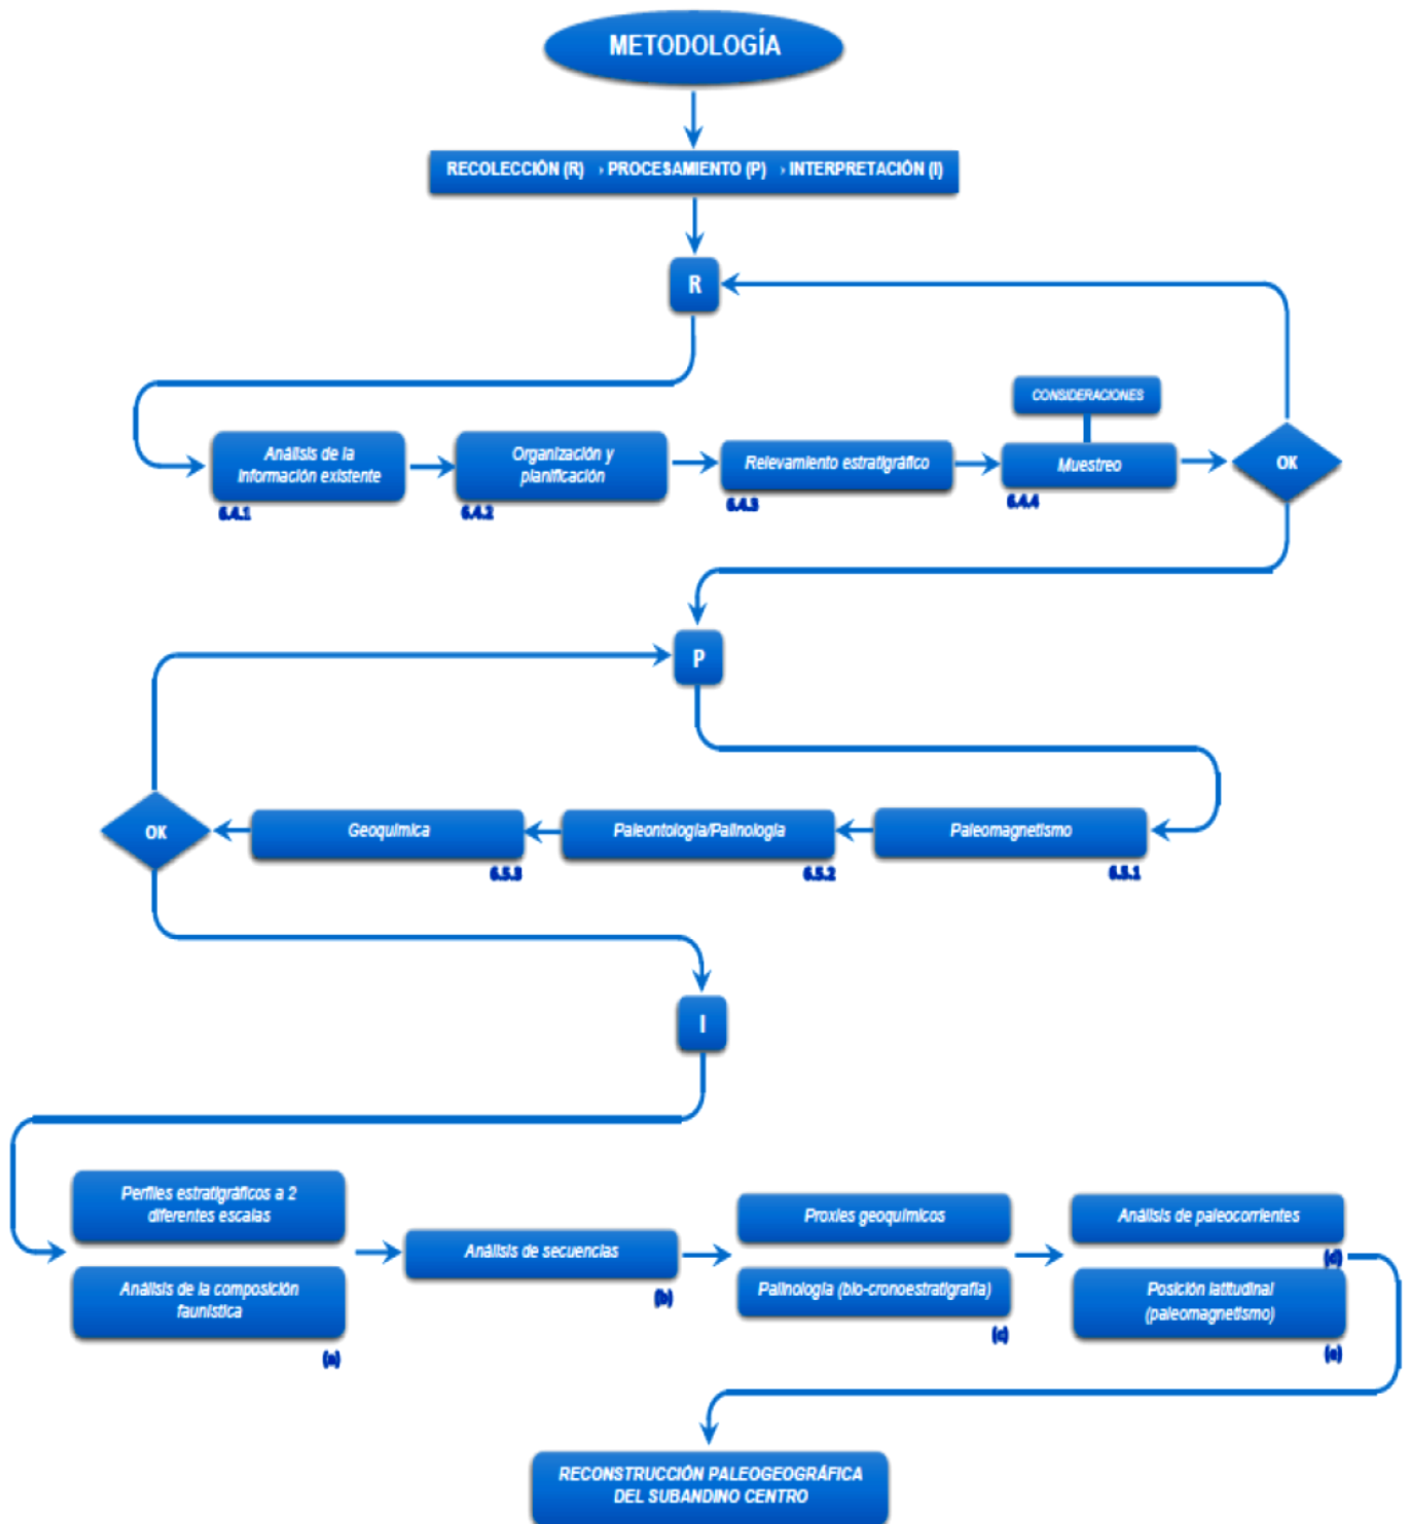 METODOLOGÍA
RECOLECCIÓN (R) › PROCESAMIENTO (P) › INTERPRETACIÓN (I)
R
CONSIDERACIONES
Análisis de la
información existente
6.4.1
Organización y
planificación
6.4.2
Relevamiento estratigráfico
6.4.3
Muestreo
6.4.4
OK
P
OK
Geoquímica
6.5.3
Paleontología/Palinología
6.5.2
Paleomagnetismo
6.5.1
I
Perfiles estratigráficos a 2
diferentes escalas
Análisis de la composición
faunística
(a)
Análisis de secuencias
(b)
Proxies geoquímicos
Palinología (bio-cronoestratigrafía)
(c)
Análisis de paleocorrientes
(d)
Posición latitudinal
(paleomagnetismo)
(e)
RECONSTRUCCIÓN PALEOGEOGRÁFICA
DEL SUBANDINO CENTRO